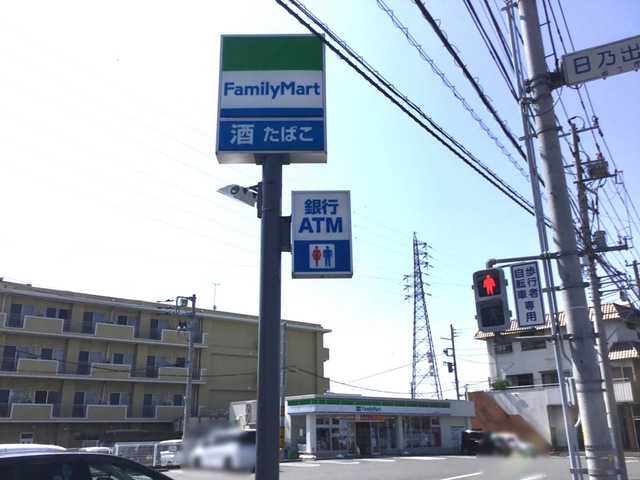 FamilyMart
酒 たばこ
銀行
ATM
日乃出
歩行者
自転車専用
FamilyMart